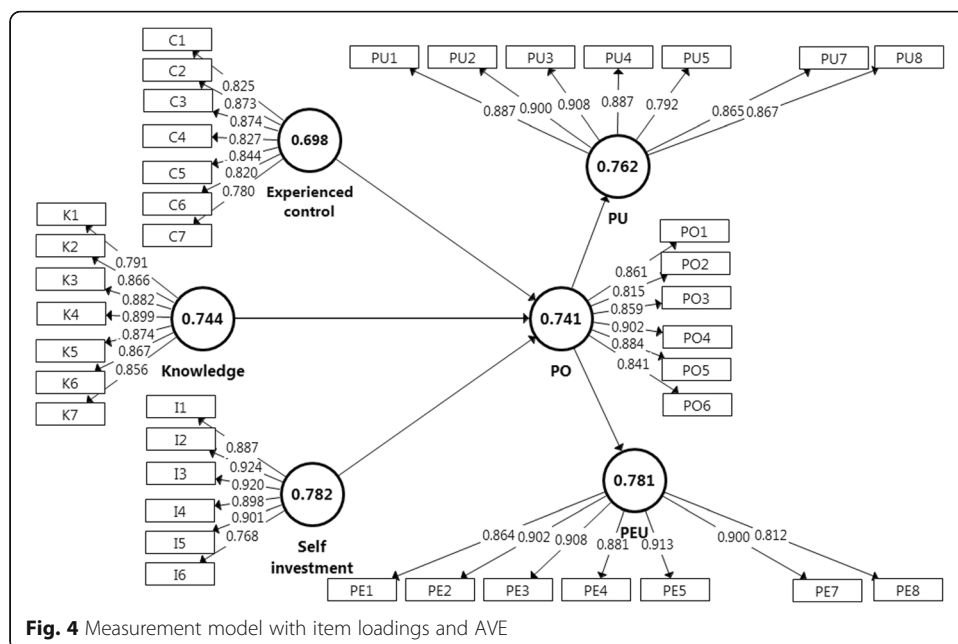 C1
C2
C3
C4
C5
C6
C7
0.825
0.873
0.874
0.827
0.844
0.820
0.780
0.698
Experienced
control
PU1
PU2
PU3
PU4
PU5
PU7
PU8
0.887
0.900
0.908
0.887
0.792
0.865
0.867
0.762
PU
K1
K2
K3
K4
K5
K6
K7
0.791
0.866
0.882
0.899
0.874
0.867
0.856
0.744
Knowledge
0.741
PO
PO1
PO2
PO3
PO4
PO5
PO6
0.861
0.815
0.859
0.902
0.884
0.841
I1
I2
I3
I4
I5
I6
0.887
0.924
0.920
0.898
0.901
0.768
0.782
Self
investment
0.781
PEU
0.864
0.902
0.908
0.881
0.913
0.900
0.812
PE1
PE2
PE3
PE4
PE5
PE7
PE8
Fig. 4 Measurement model with item loadings and AVE